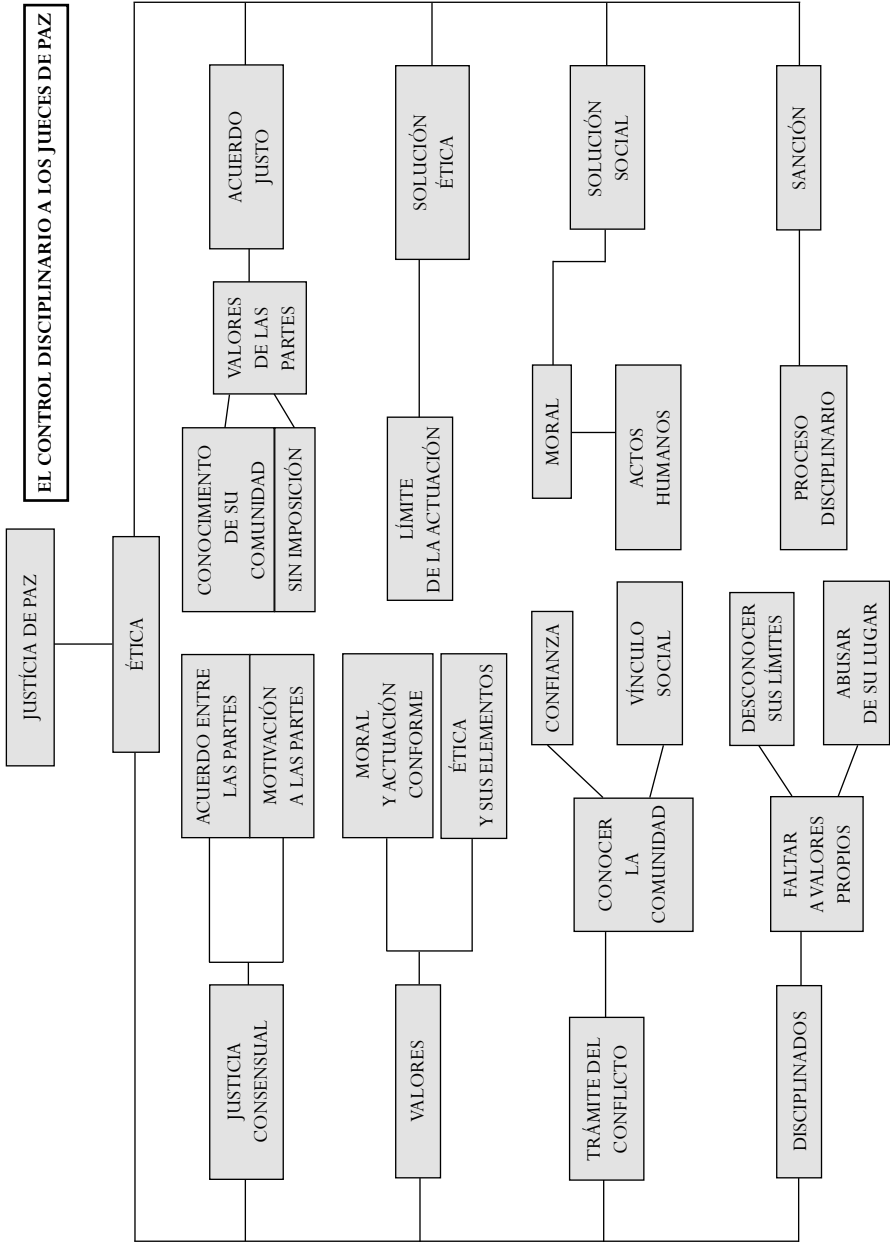 EL CONTROL DISCIPLINARIO A LOS JUECES DE PAZ
JUSTÍCIA DE PAZ
ÉTICA
JUSTICIA
CONSENSUAL
ACUERDO ENTRE
LAS PARTES
MOTIVACIÓN
A LAS PARTES
CONOCIMIENTO
DE SU
COMUNIDAD
SIN IMPOSICIÓN
VALORES
DE LAS
PARTES
ACUERDO
JUSTO
VALORES
MORAL
Y ACTUACIÓN
CONFORME
ÉTICA
Y SUS ELEMENTOS
LÍMITE
DE LA ACTUACIÓN
SOLUCIÓN
ÉTICA
TRÁMITE DEL
CONFLICTO
CONOCER
LA
COMUNIDAD
CONFIANZA
VÍNCULO
SOCIAL
MORAL
ACTOS
HUMANOS
SOLUCIÓN
SOCIAL
DISCIPLINADOS
FALTAR
A VALORES
PROPIOS
DESCONOCER
SUS LÍMITES
ABUSAR
DE SU LUGAR
PROCESO
DISCIPLINARIO
SANCIÓN